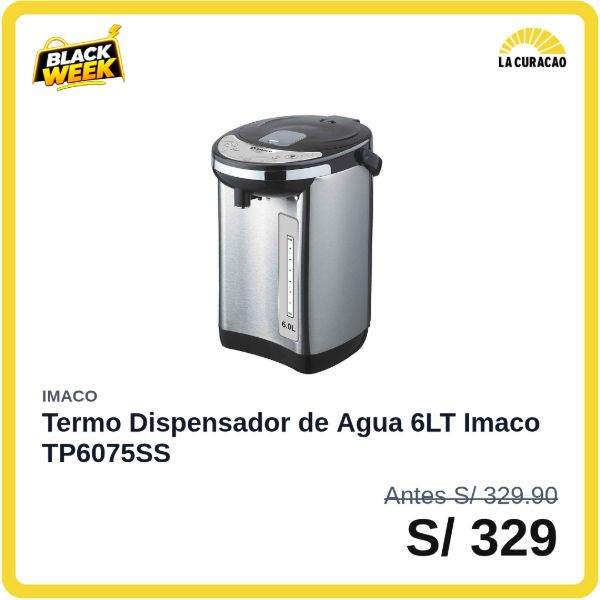 BLACK
WEEK
LA CURACAO
6.0L
IMACO
Termo Dispensador de Agua 6LT Imaco
TP6075SS
Antes S/ 329.90
S/ 329